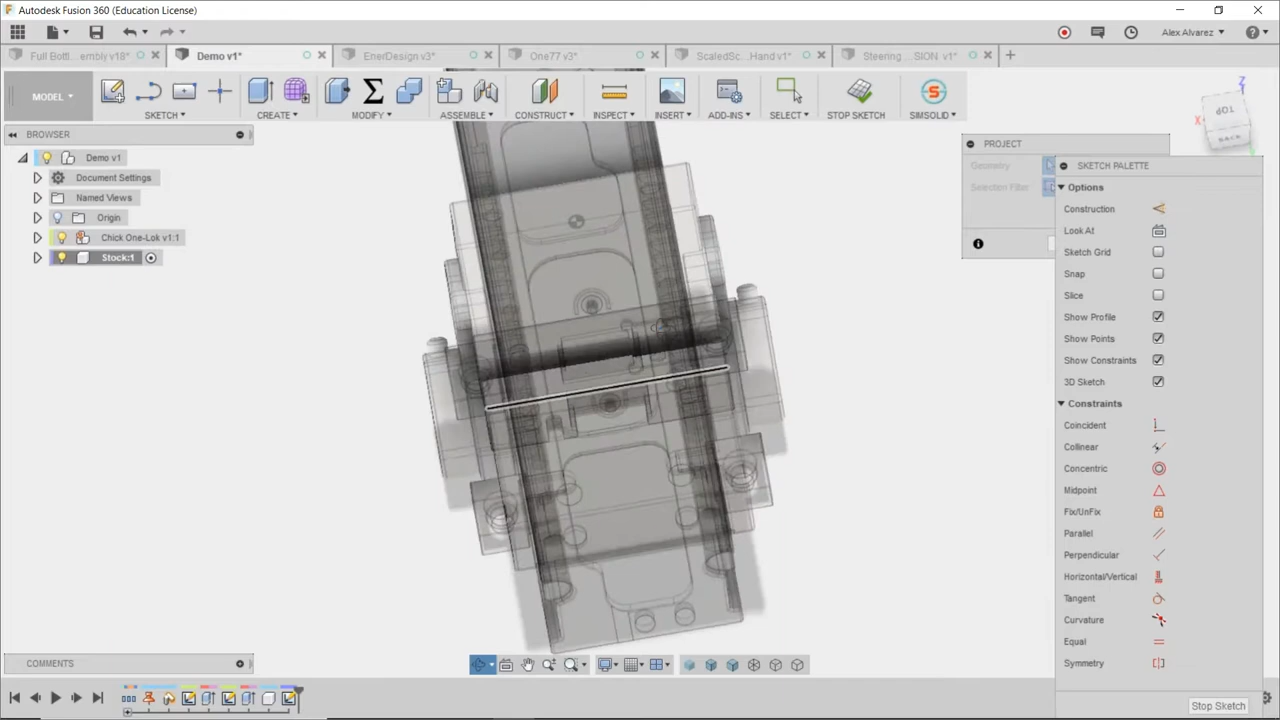 Autodesk Fusion 360 (Education License)
Alex Alvarez
Full Bottl... embly v18*
Demo v1*
EnerDesign v3*
One77 v3*
ScaledSc...Hand v1*
Steering ... SION v1*
MODEL
SKETCH
CREATE
MODIFY
ASSEMBLE
CONSTRUCT
INSPECT
INSERT
ADD-INS
SELECT
STOP SKETCH
SIMSOLID
BROWSER
Demo v1
Document Settings
Named Views
Origin
Chick One-Lok v1:1
Stock:1
Z
TOP
BACK
X
PROJECT
Geometry
Selection Filter
SKETCH PALETTE
Options
Construction
Look At
Sketch Grid
Snap
Slice
Show Profile
Show Points
Show Constraints
3D Sketch
Constraints
Coincident
Collinear
Concentric
Midpoint
Fix/UnFix
Parallel
Perpendicular
Horizontal/Vertical
Tangent
Curvature
Equal
Symmetry
Stop Sketch
COMMENTS